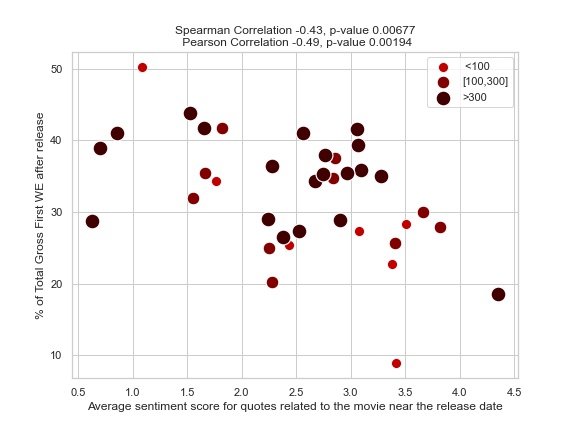 Spearman Correlation -0.43, p-value 0.00677
Pearson Correlation -0.49, p-value 0.00194
<100
[100,300]
>300
% of Total Gross First WE after release
50
40
30
20
10
0.5 1.0 1.5 2.0 2.5 3.0 3.5 4.0 4.5
Average sentiment score for quotes related to the movie near the release date